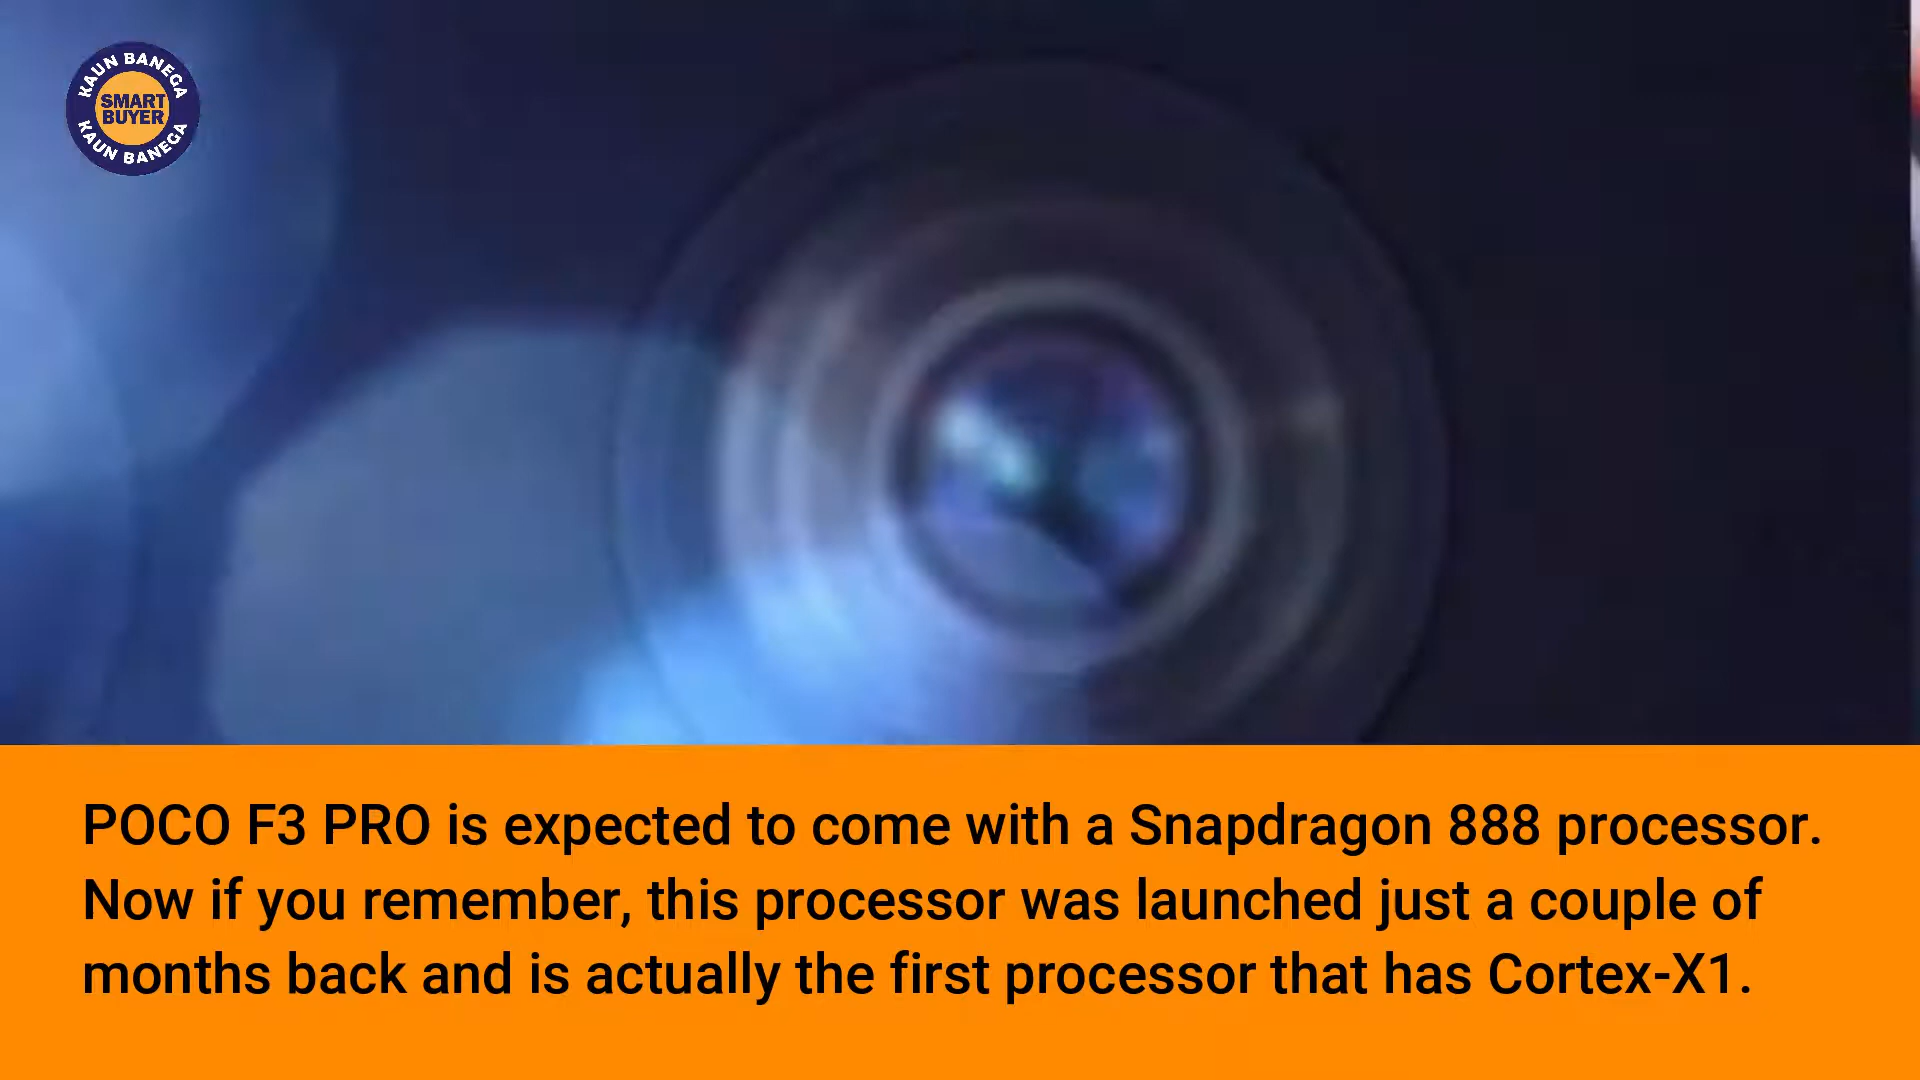 KAUN BANEGA
SMART
BUYER
KAUN BANEGA
POCO F3 PRO is expected to come with a Snapdragon 888 processor.
Now if you remember, this processor was launched just a couple of
months back and is actually the first processor that has Cortex-X1.